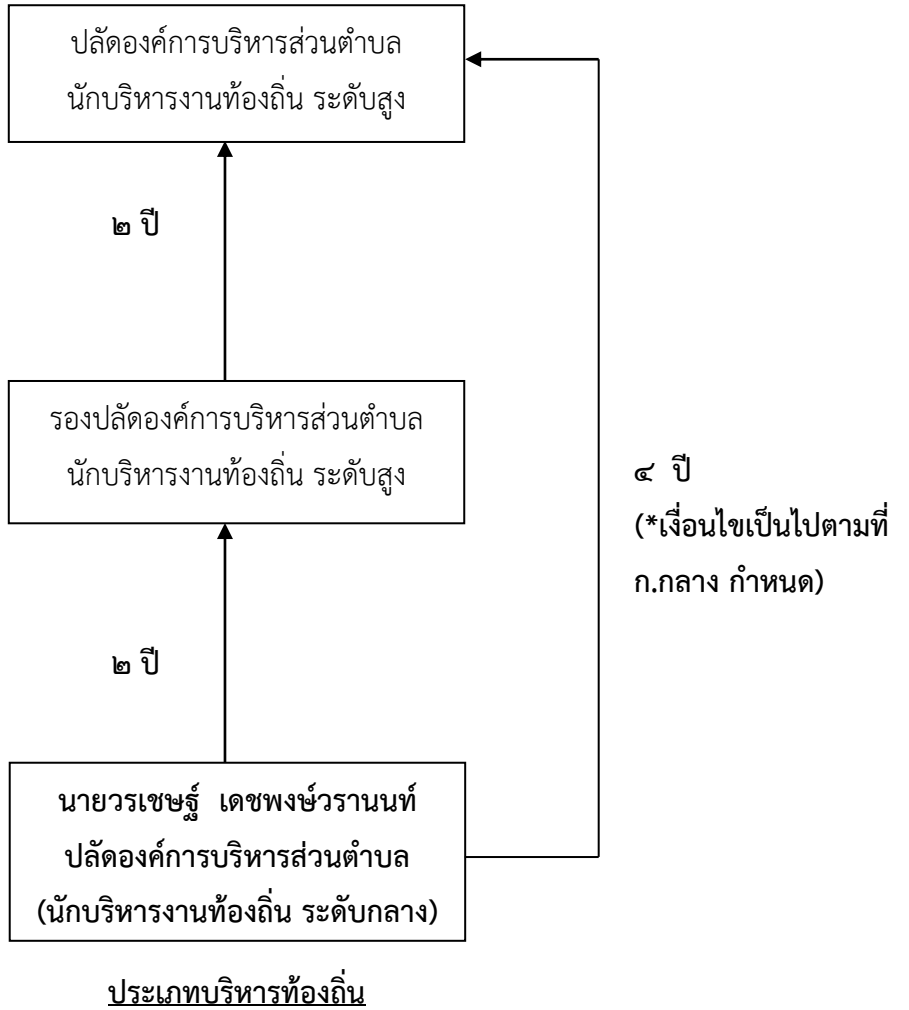 ปลัดองค์การบริหารส่วนตำบล
นักบริหารงานท้องถิ่น ระดับสูง
๒ ปี
รองปลัดองค์การบริหารส่วนตำบล
นักบริหารงานท้องถิ่น ระดับสูง
๔ ปี
(*เงื่อนไขเป็นไปตามที่
ก.กลาง กำหนด)
๒ ปี
นายวรเชษฐ์ เดชพงษ์วรานนท์
ปลัดองค์การบริหารส่วนตำบล
(นักบริหารงานท้องถิ่น ระดับกลาง)
ประเภทบริหารท้องถิ่น